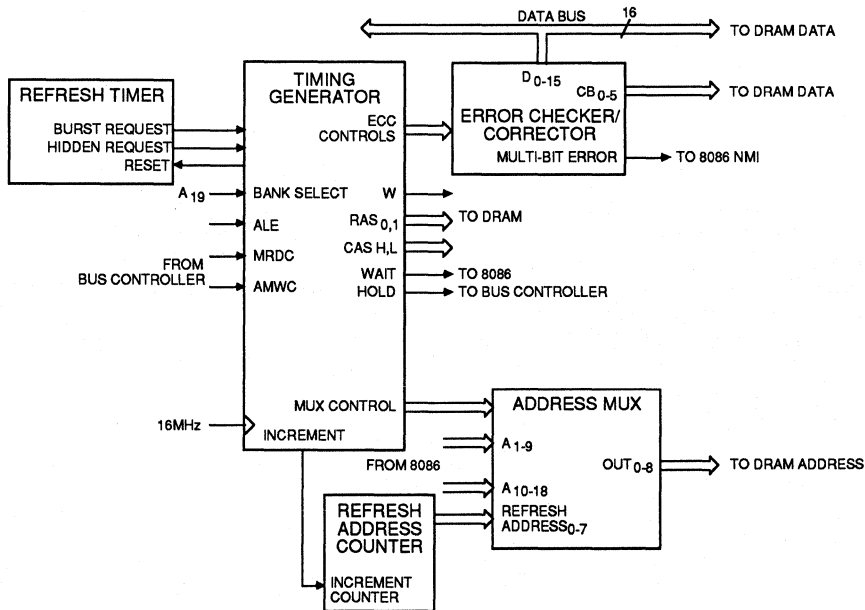 DATA BUS
16
TO DRAM DATA
REFRESH TIMER
BURST REQUEST
HIDDEN REQUEST
RESET
TIMING
GENERATOR
ECC
CONTROLS
D0-15
CB0-5
ERROR CHECKER/
CORRECTOR
MULTI-BIT ERROR
TO DRAM DATA
TO 8086 NMI
A19
BANK SELECT
ALE
MRDC
AMWC
FROM
BUS CONTROLLER
W
RAS0,1
CAS H,L
WAIT
HOLD
TO DRAM
TO 8086
TO BUS CONTROLLER
16MHz
MUX CONTROL
INCREMENT
ADDRESS MUX
A1-9
FROM 8086
A10-18
REFRESH
ADDRESS0-7
OUT0-8
TO DRAM ADDRESS
REFRESH
ADDRESS
COUNTER
INCREMENT
COUNTER